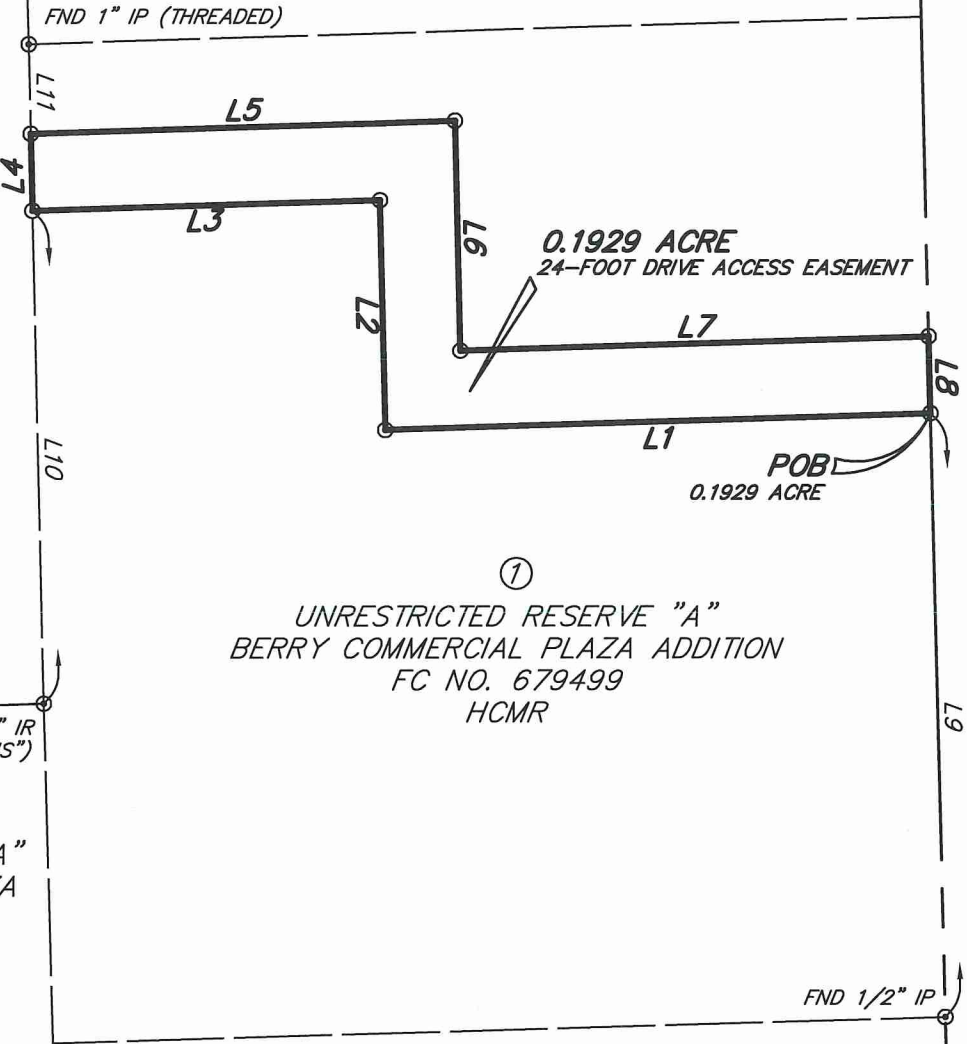 FND 1" IP (THREADED)
L11
L5
L4
L3
L6
0.1929 ACRE
24-FOOT DRIVE ACCESS EASEMENT
L2
L7
L8
L1
POB
0.1929 ACRE
L10
1
UNRESTRICTED RESERVE "A"
BERRY COMMERCIAL PLAZA ADDITION
FC NO. 679499
HCMR
L9
" IR
S")
A"
A
FND 1/2" IP